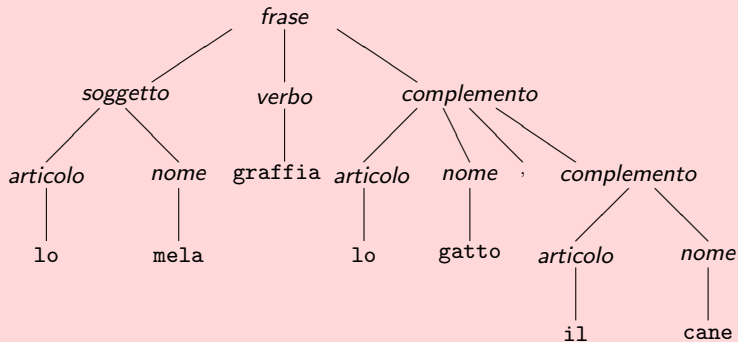 frase
soggetto verbo complemento
articolo nome graffia articolo nome , complemento
lo mela lo gatto articolo nome
il cane